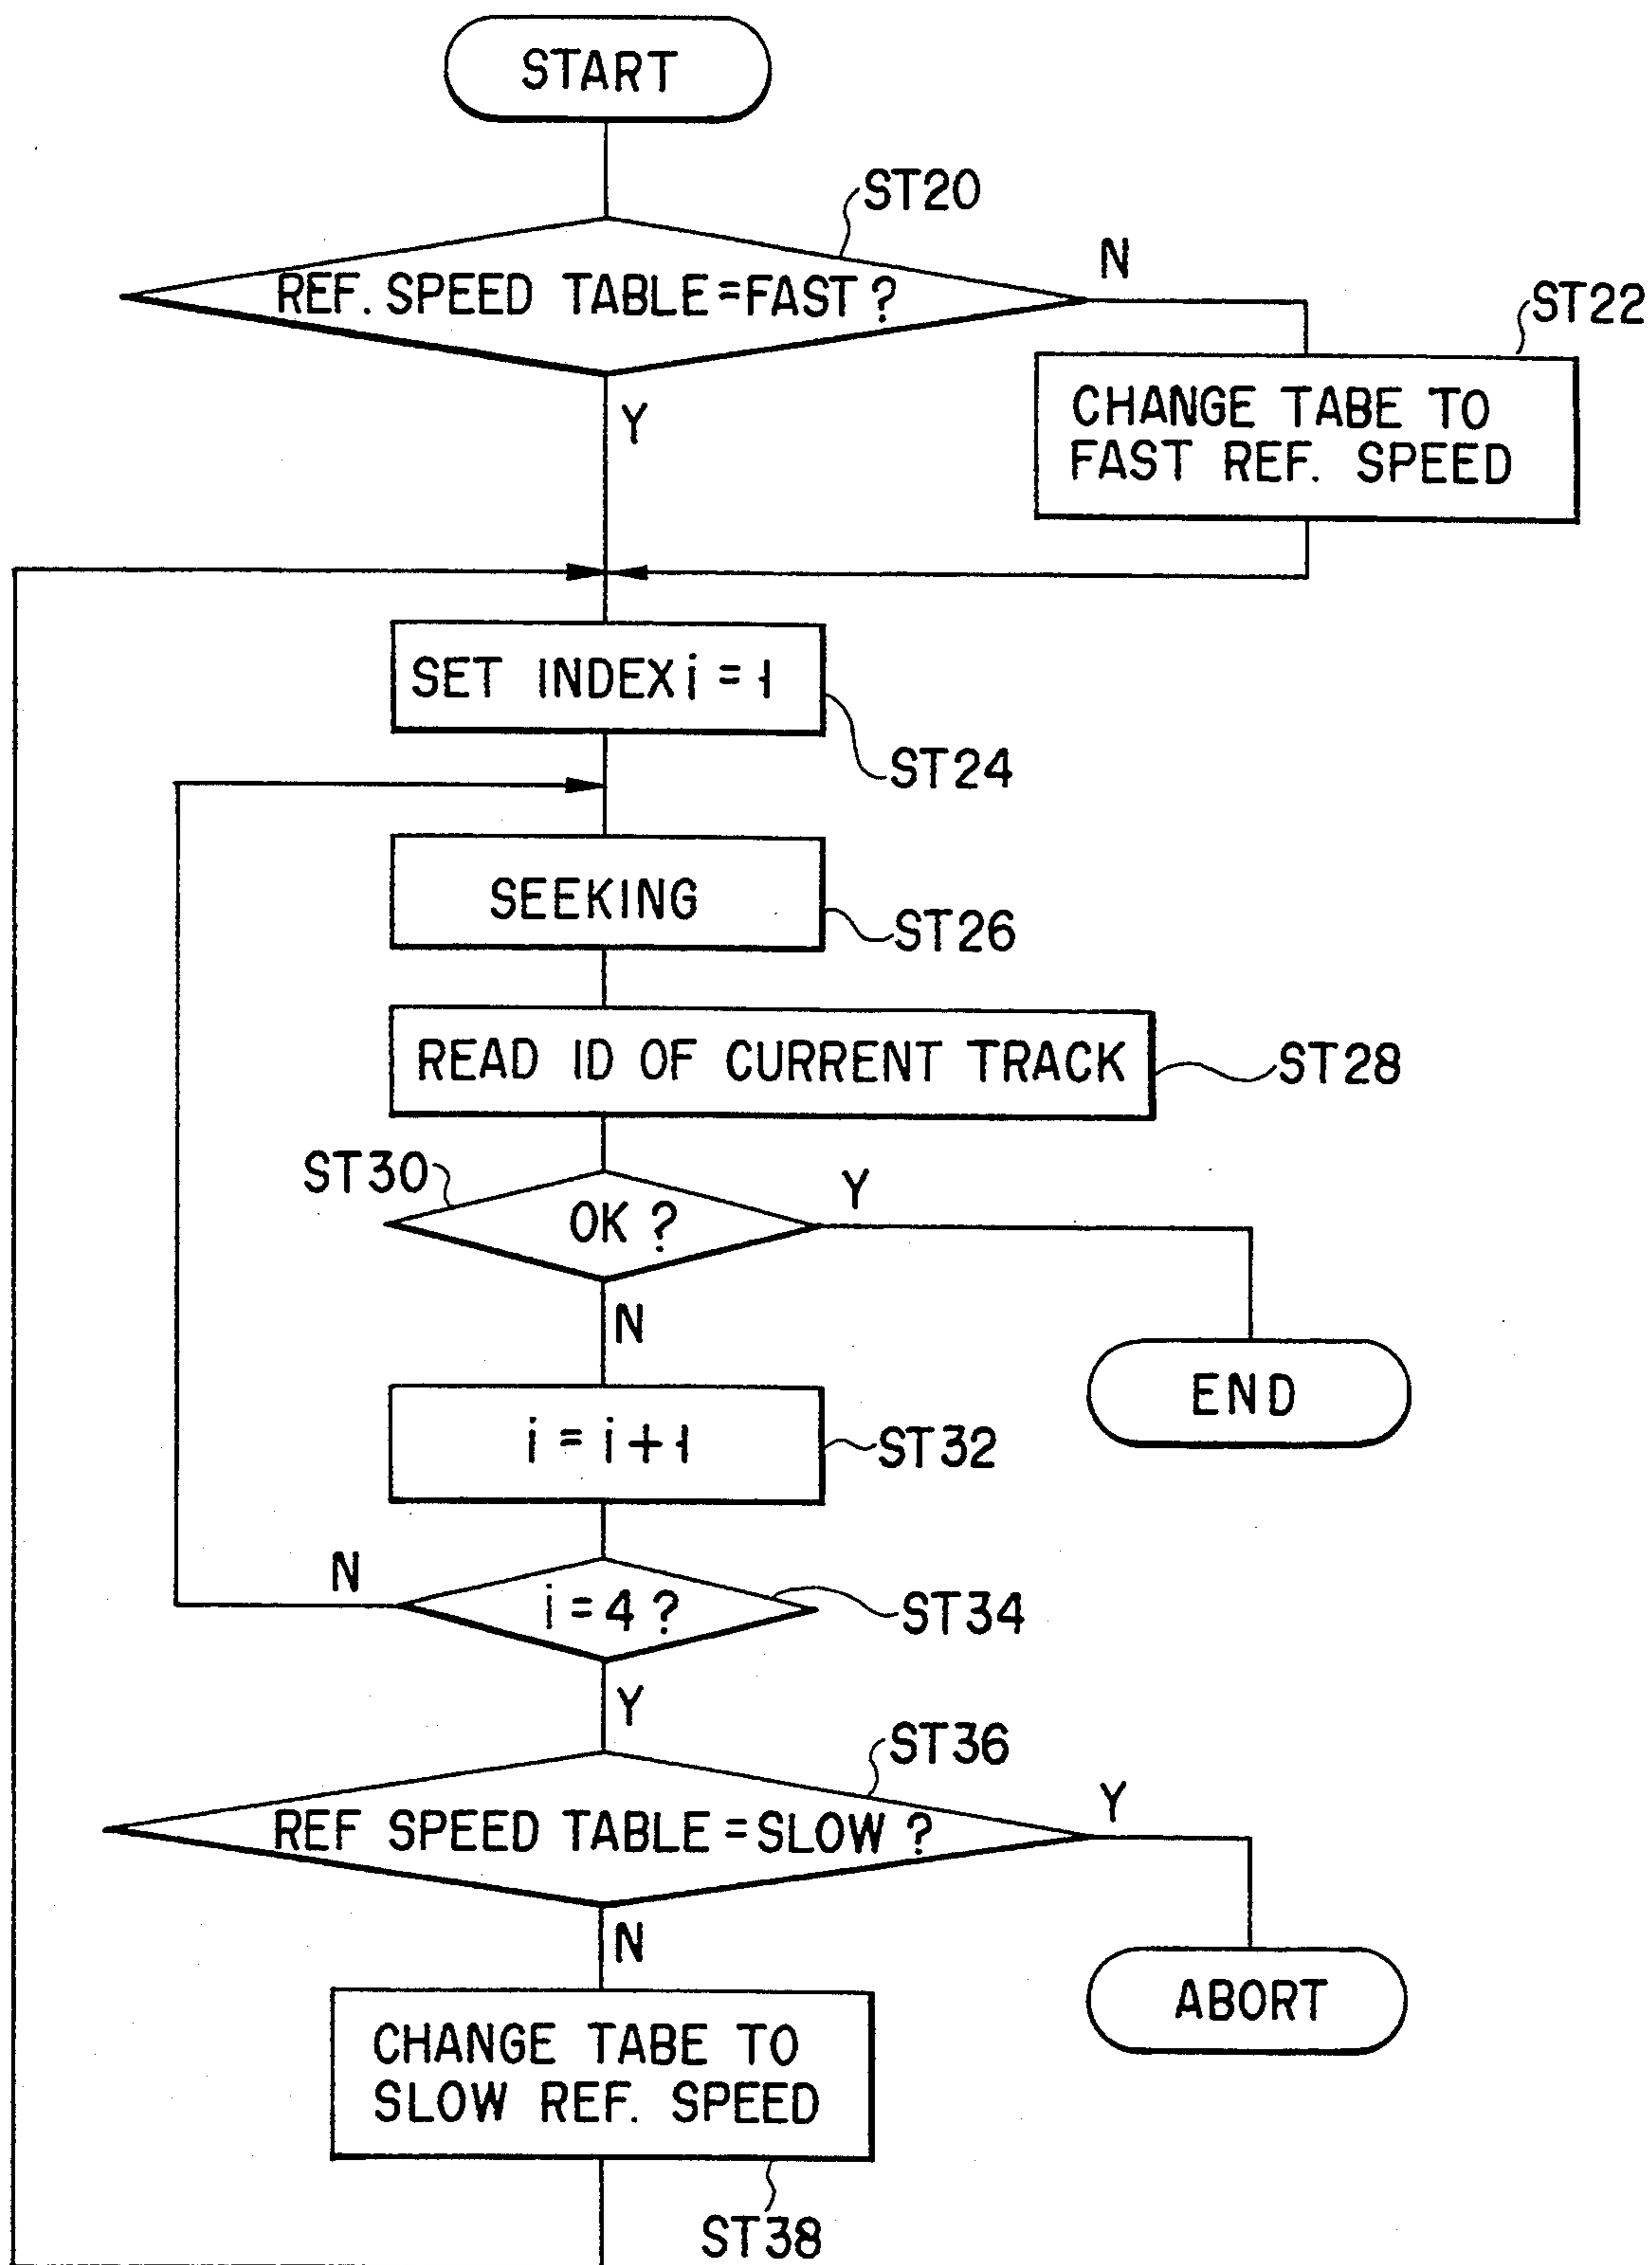 START
ST20
REF. SPEED TABLE=FAST?
N
ST22
CHANGE TABE TO
FAST REF. SPEED
Y
SET INDEX i = 1
ST24
SEEKING
ST26
READ ID OF CURRENT TRACK
ST28
ST30
OK?
Y
N
END
i = i + 1
ST32
N
i = 4?
ST34
Y
ST36
REF SPEED TABLE = SLOW?
Y
N
ABORT
CHANGE TABE TO
SLOW REF. SPEED
ST38